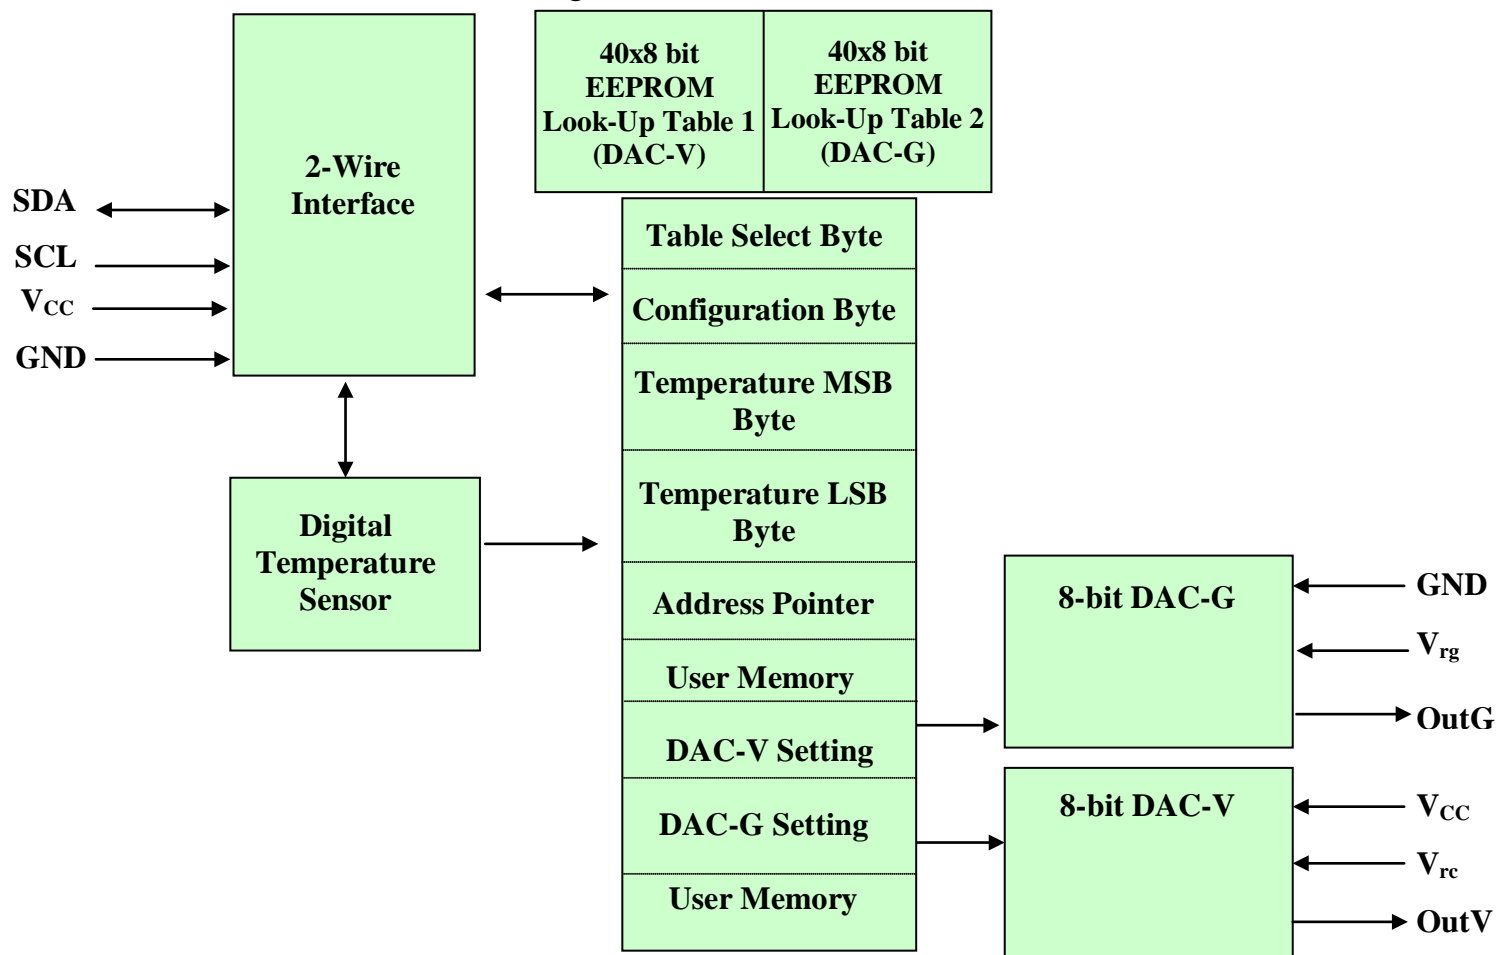 2-Wire
Interface
SDA
SCL
VCC
GND
Digital
Temperature
Sensor
40x8 bit
EEPROM
Look-Up Table 1
(DAC-V)
40x8 bit
EEPROM
Look-Up Table 2
(DAC-G)
Table Select Byte
Configuration Byte
Temperature MSB
Byte
Temperature LSB
Byte
Address Pointer
User Memory
DAC-V Setting
DAC-G Setting
User Memory
8-bit DAC-G
GND
Vrg
OutG
8-bit DAC-V
VCC
Vrc
OutV